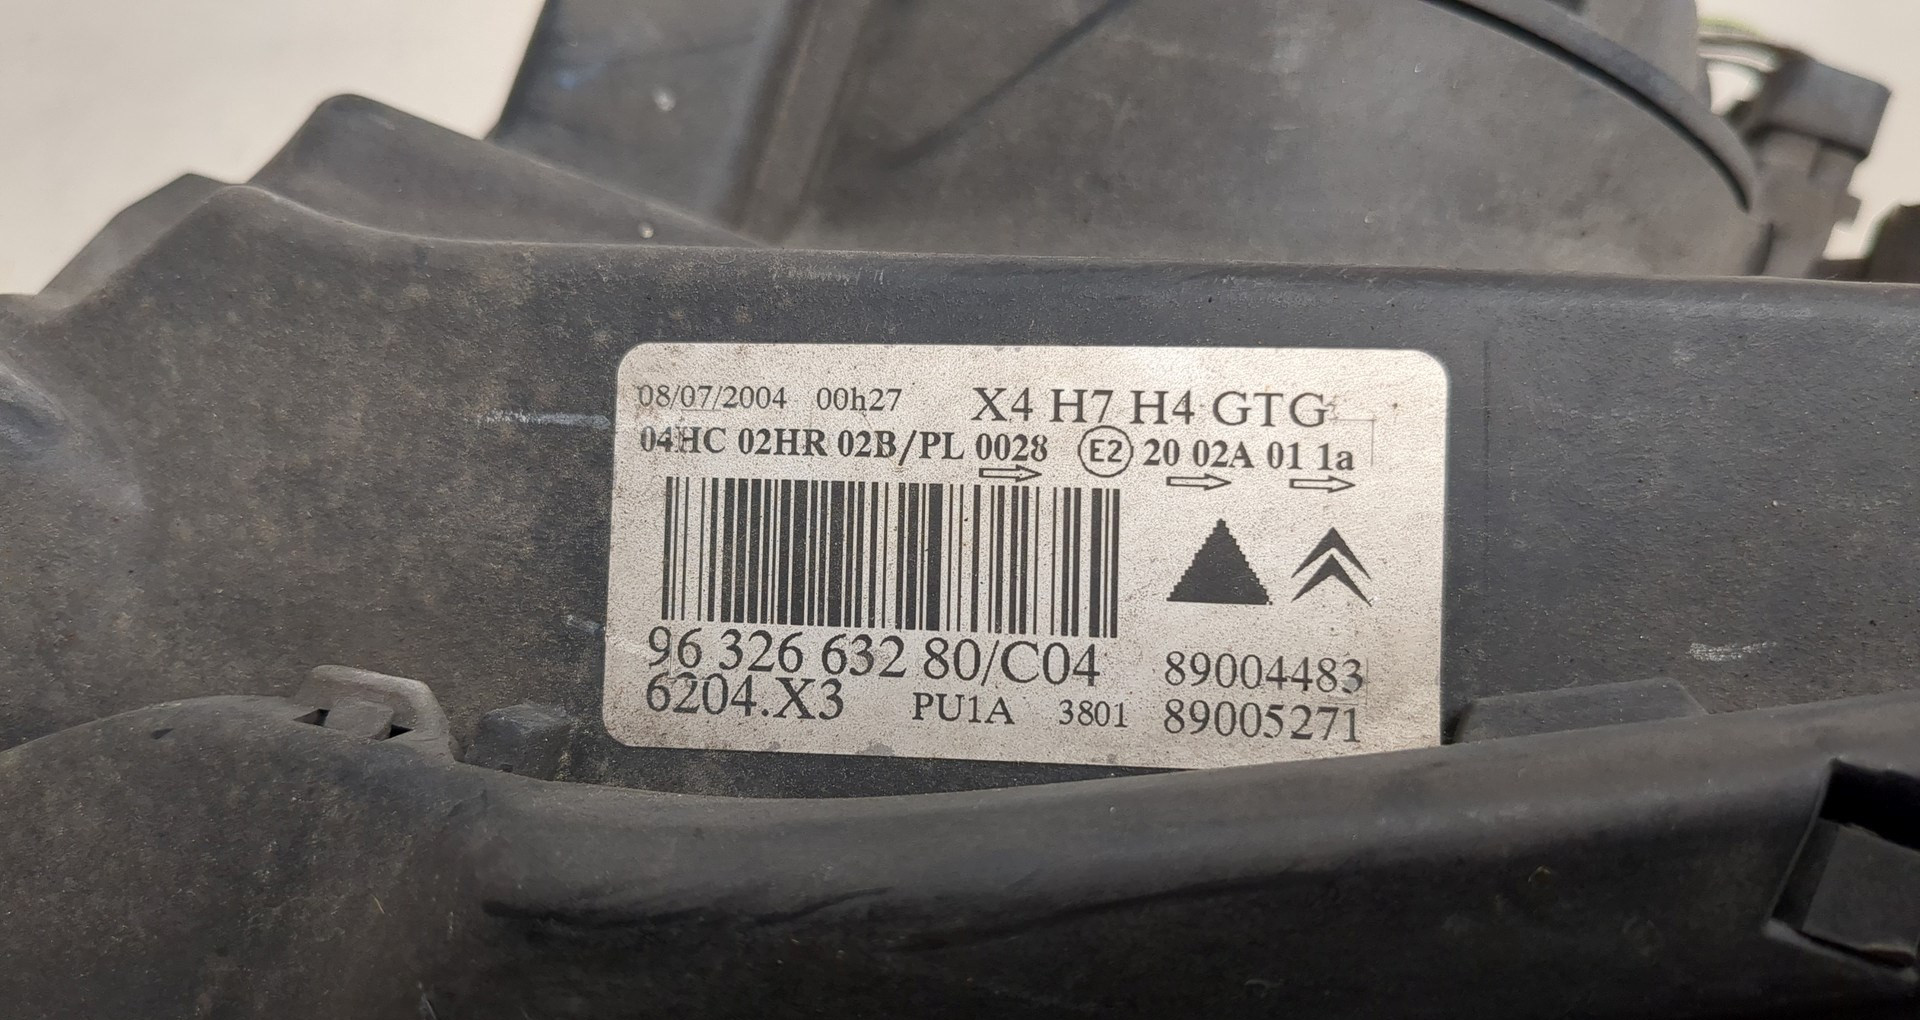 08/07/2004 00h27 X4 H7 H4 GTG
04HC 02HR 02B/PL 0028 E2 20 02A 01 1a
96 326 632 80/C04 89004483
6204.X3 PU1A 3801 89005271